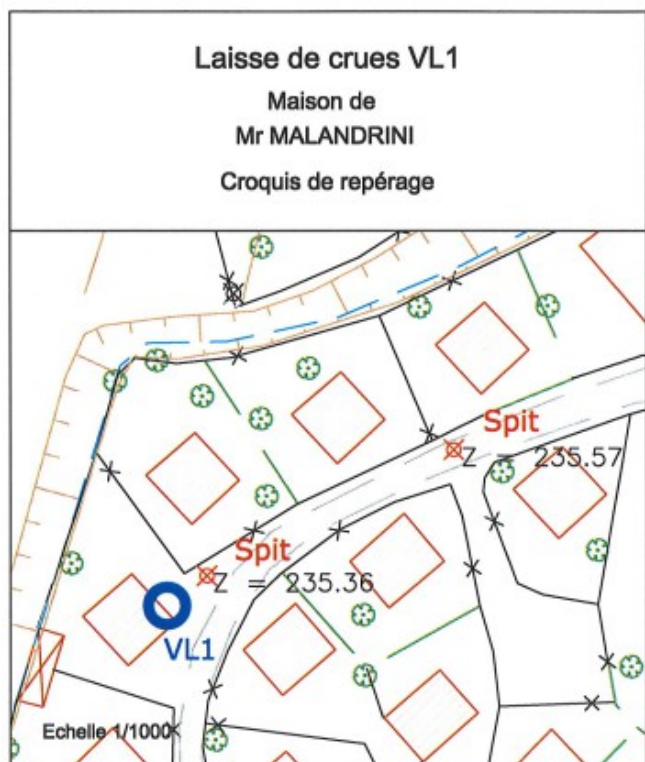 Laisse de crues VL1
Maison de
Mr MALANDRINI
Croquis de repérage
Spit
Z = 235.57
Spit
Z = 235.36
VL1
Echelle 1/1000